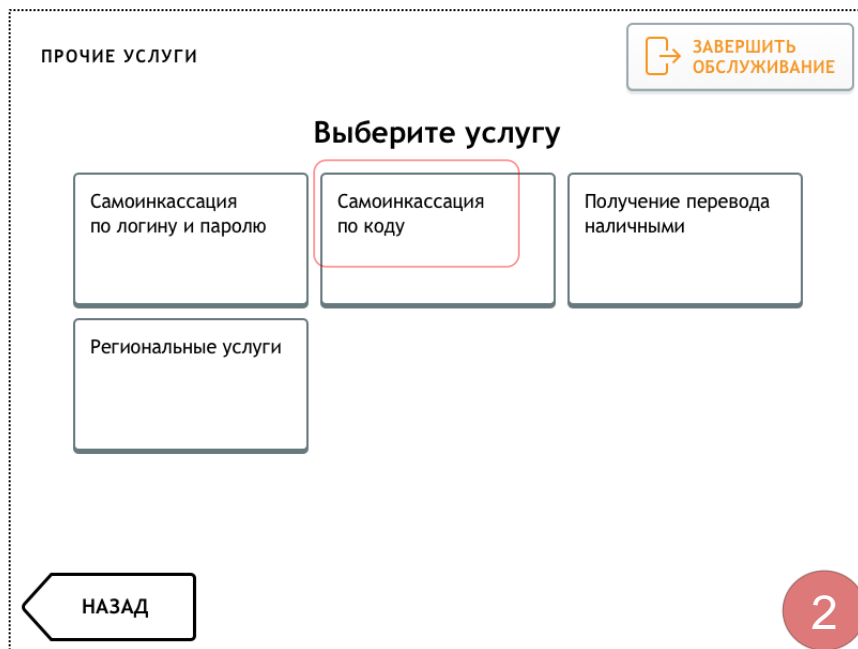 ПРОЧИЕ УСЛУГИ
ЗАВЕРШИТЬ
ОБСЛУЖИВАНИЕ
Выберите услугу
Самоинкассация
по логину и паролю
Самоинкассация
по коду
Получение перевода
наличными
Региональные услуги
НАЗАД
2